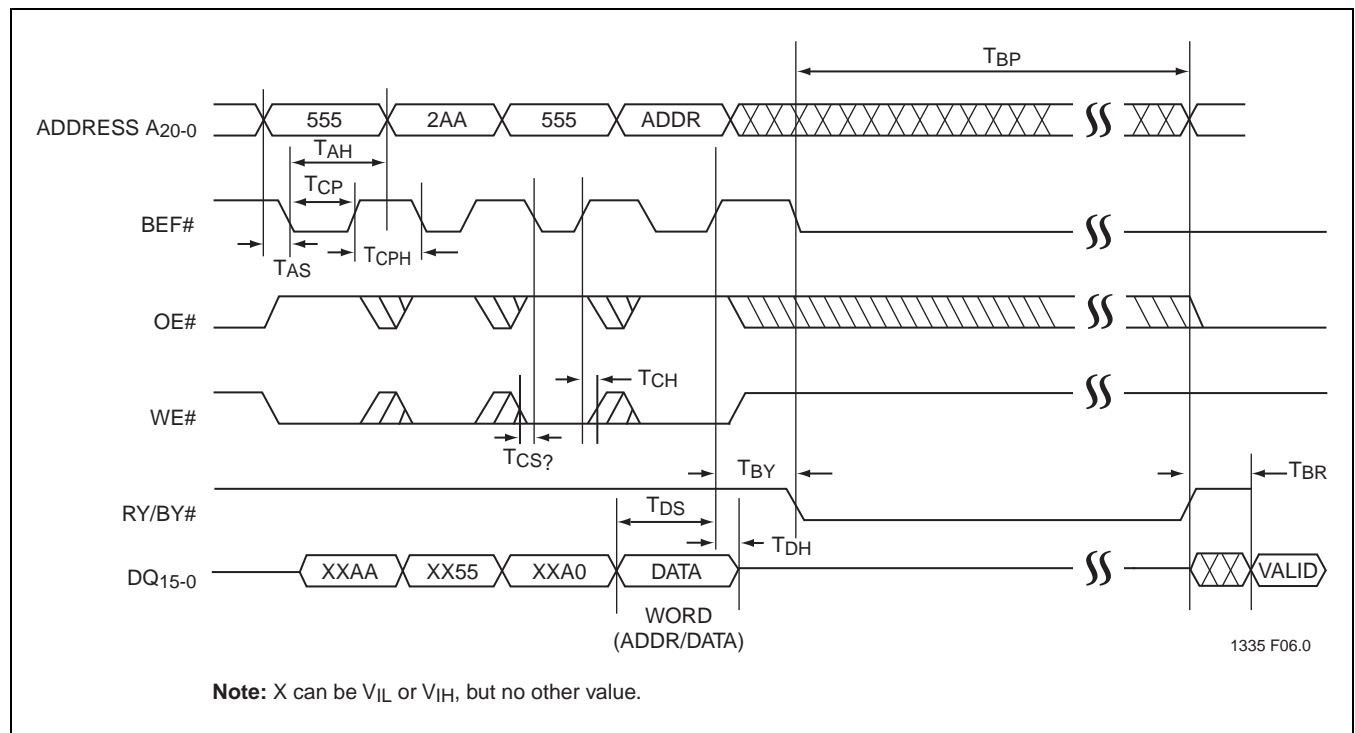 TBP
ADDRESS A20-0
555
2AA
555
ADDR
TAH
TCP
BEF#
TAS
TCPH
OE#
TCH
WE#
TCS?
TBY
TBR
RY/BY#
TDS
TDH
DQ15-0
XXAA
XX55
XXA0
DATA
VALID
WORD
(ADDR/DATA)
1335 F06.0
Note: X can be VIL or VIH, but no other value.